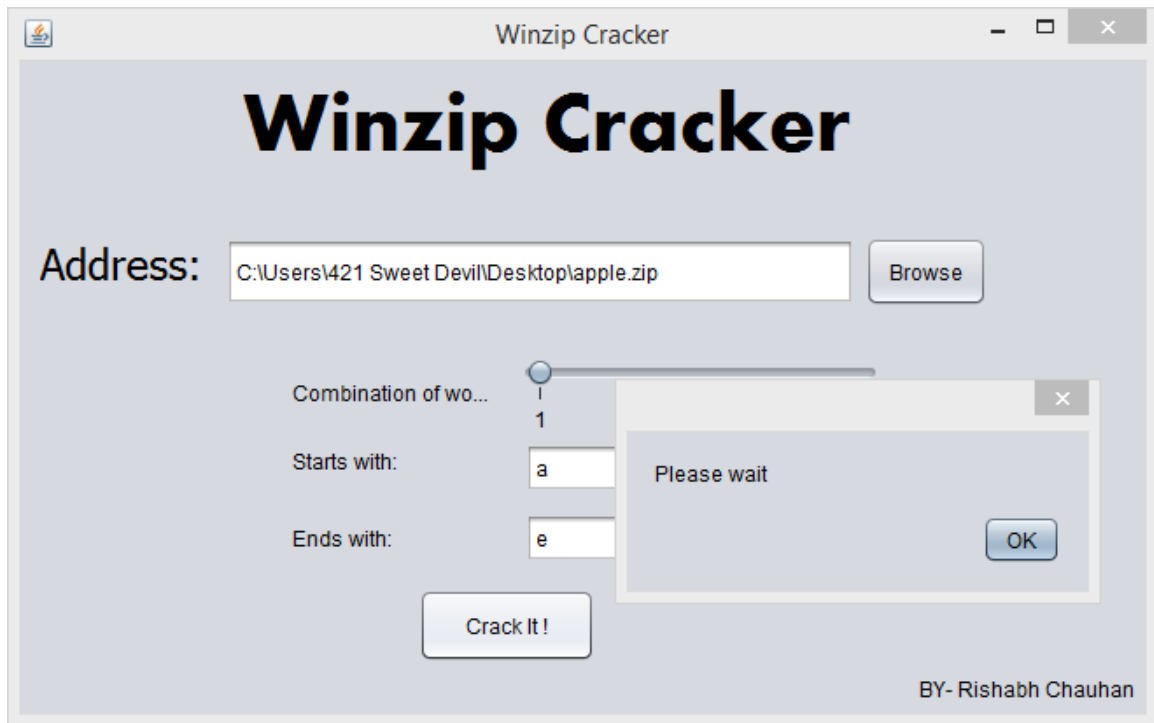 Winzip Cracker
Winzip Cracker
Address: C:\Users\421 Sweet Devil\Desktop\apple.zip Browse
Combination of wo...
1
Starts with: a
Please wait
Ends with: e
OK
Crack It !
BY- Rishabh Chauhan